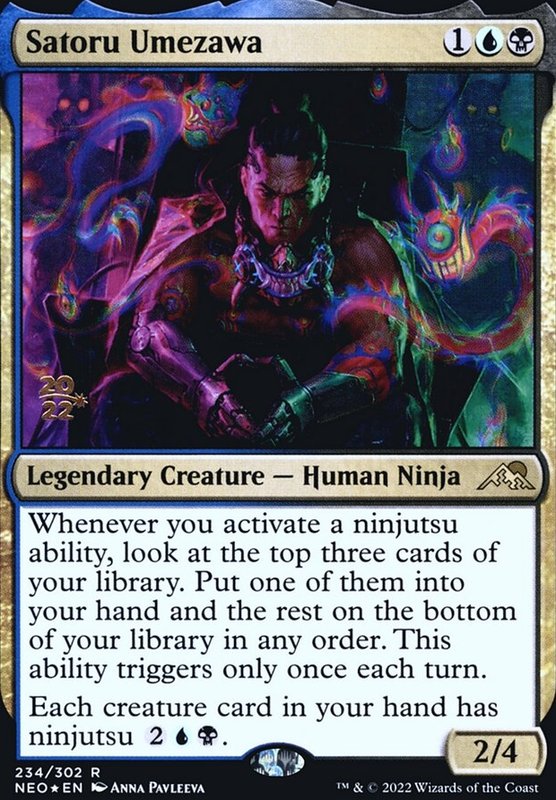 Satoru Umezawa 1
20
22
Legendary Creature — Human Ninja
Whenever you activate a ninjutsu
ability, look at the top three cards of
your library. Put one of them into
your hand and the rest on the bottom
of your library in any order. This
ability triggers only once each turn.
Each creature card in your hand has
ninjutsu 2.
2/4
234/302 R
NEO★EN Anna Pavleeva
™ & © 2022 Wizards of the Coast